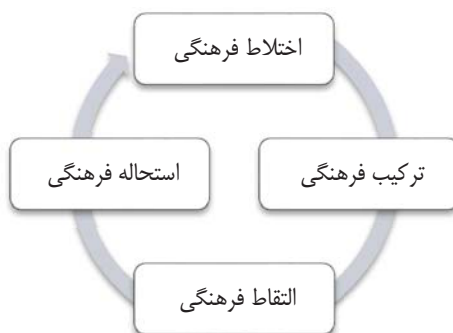 اختلاط فرهنگی
ترکیب فرهنگی
استحاله فرهنگی
التقاط فرهنگی